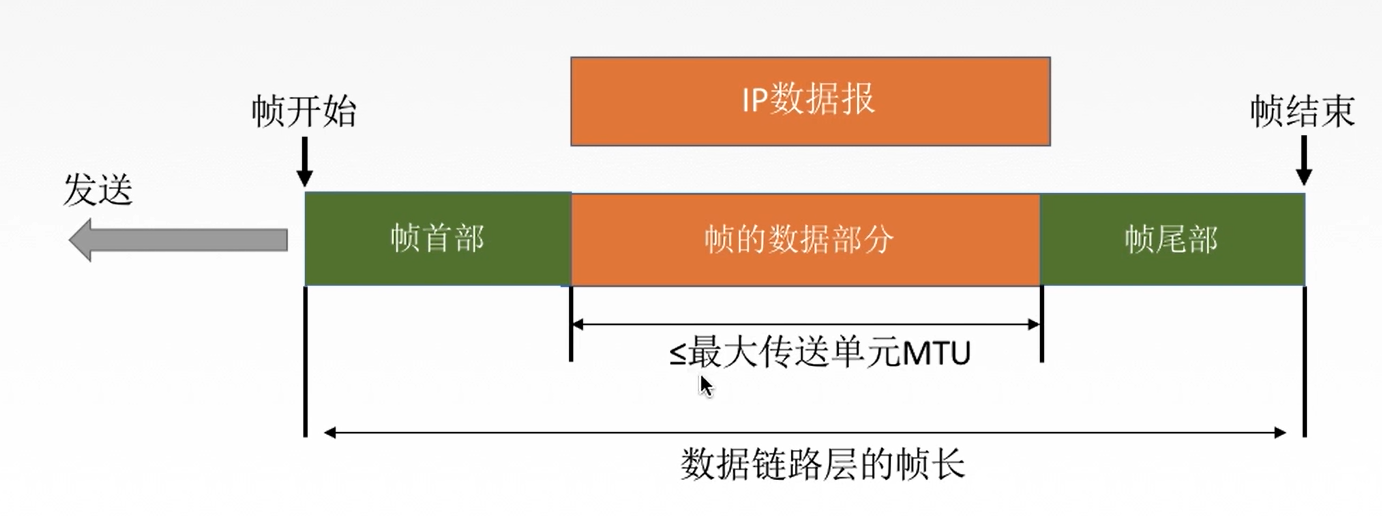 IP数据报
帧开始
帧结束
发送
帧首部
帧的数据部分
帧尾部
≤最大传送单元MTU
数据链路层的帧长